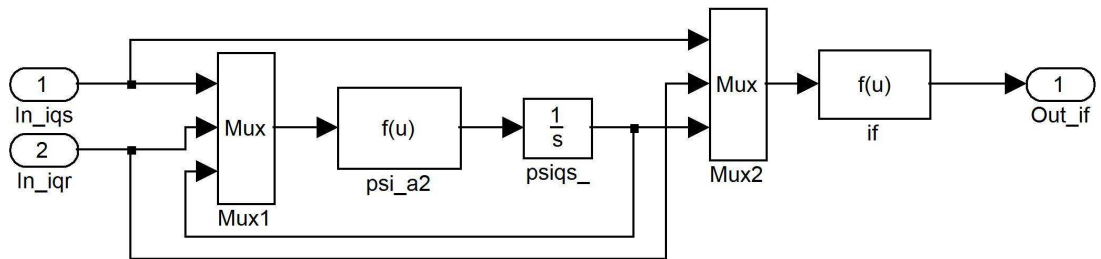 1
In_iqs
2
In_iqr
Mux
Mux1
f(u)
psi_a2
1
s
psiqs_
Mux
Mux2
f(u)
if
1
Out_if